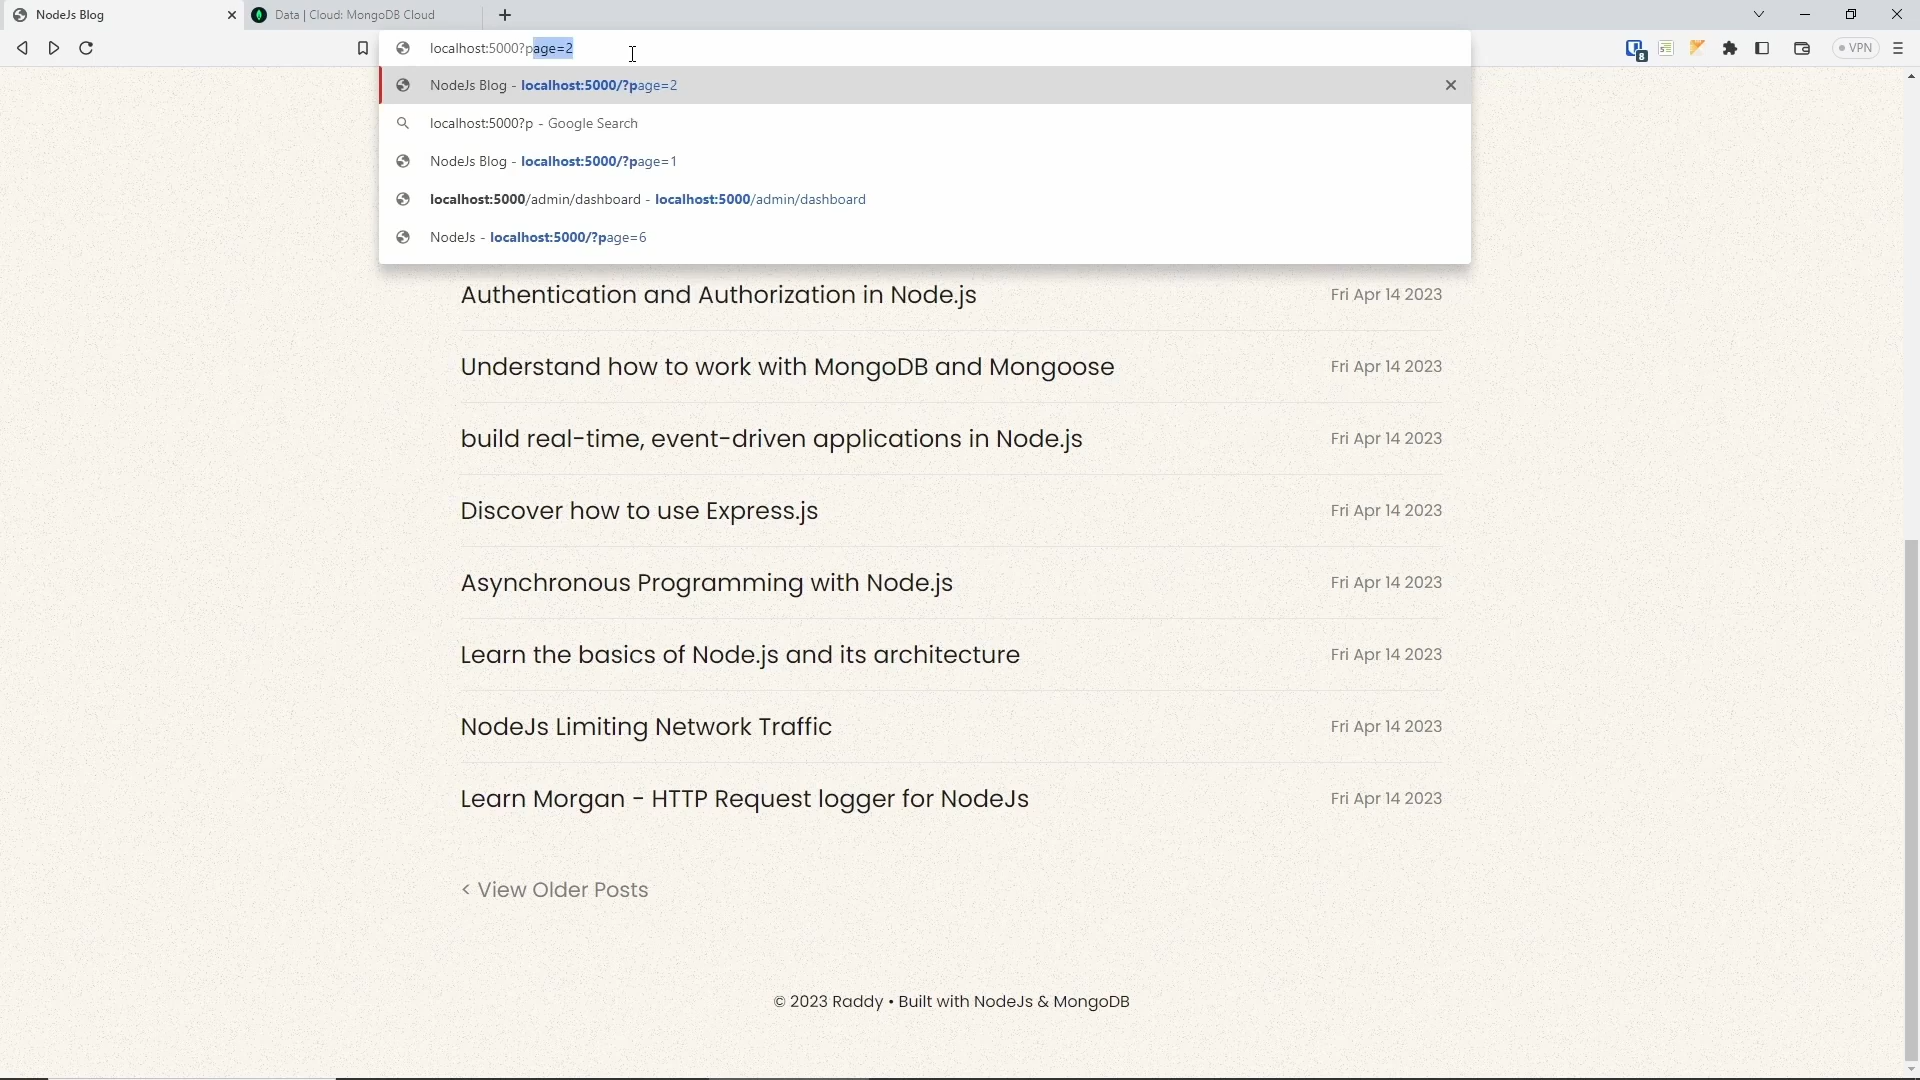 NodeJs Blog
Data | Cloud: MongoDB Cloud
localhost:5000?page=2
VPN
8
NodeJs Blog - localhost:5000/?page=2
localhost:5000?p - Google Search
NodeJs Blog - localhost:5000/?page=1
localhost:5000/admin/dashboard - localhost:5000/admin/dashboard
NodeJs - localhost:5000/?page=6
Authentication and Authorization in Node.js Fri Apr 14 2023
Understand how to work with MongoDB and Mongoose Fri Apr 14 2023
build real-time, event-driven applications in Node.js Fri Apr 14 2023
Discover how to use Express.js Fri Apr 14 2023
Asynchronous Programming with Node.js Fri Apr 14 2023
Learn the basics of Node.js and its architecture Fri Apr 14 2023
NodeJs Limiting Network Traffic Fri Apr 14 2023
Learn Morgan - HTTP Request logger for NodeJs Fri Apr 14 2023
< View Older Posts
© 2023 Raddy • Built with NodeJs & MongoDB